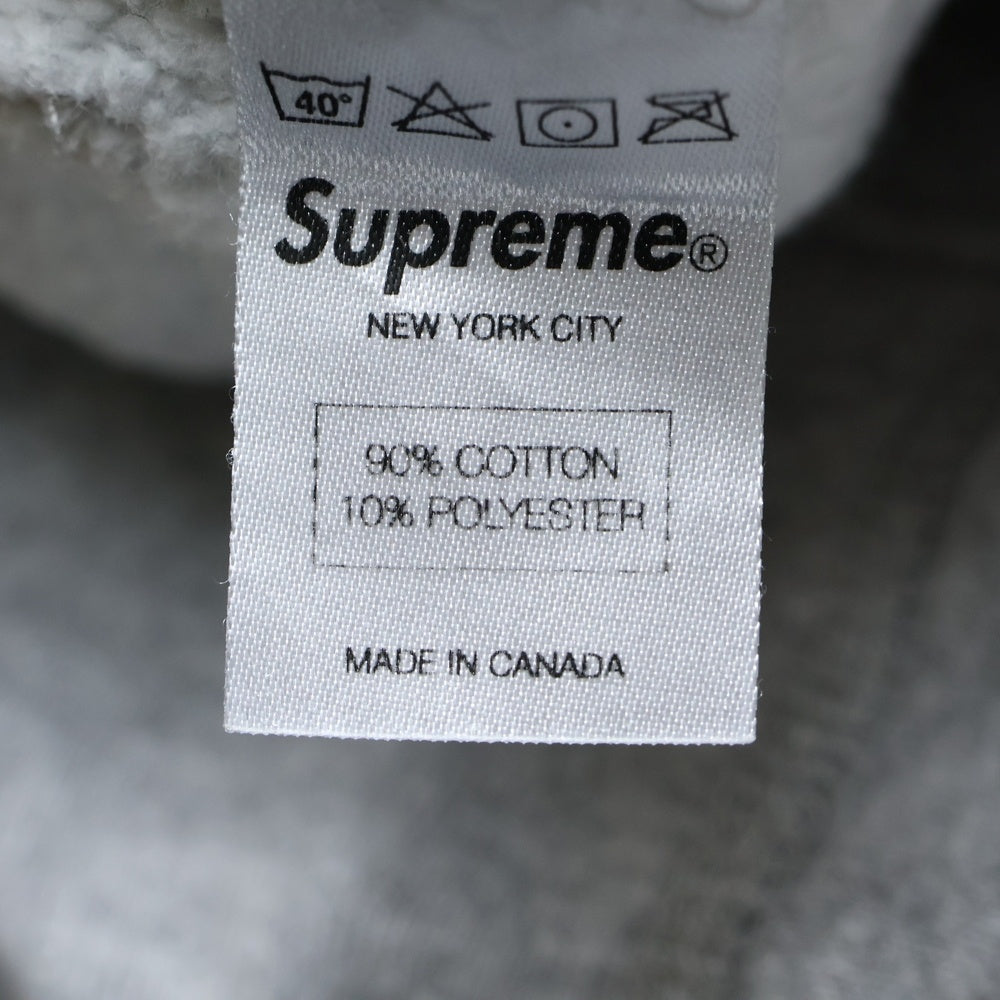 40°
Supreme®
NEW YORK CITY
90% COTTON
10% POLYESTER
MADE IN CANADA